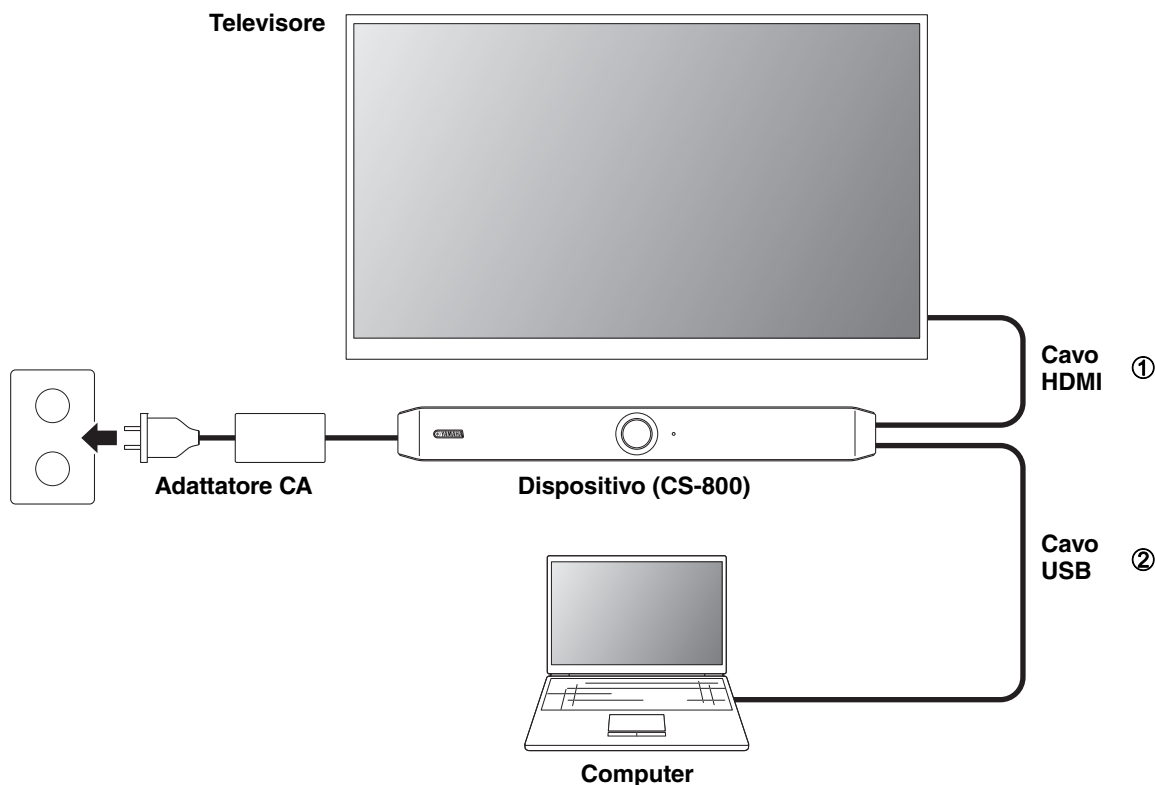 Televisore
Cavo
HDMI
①
Adattatore CA
Dispositivo (CS-800)
Cavo
USB
②
Computer